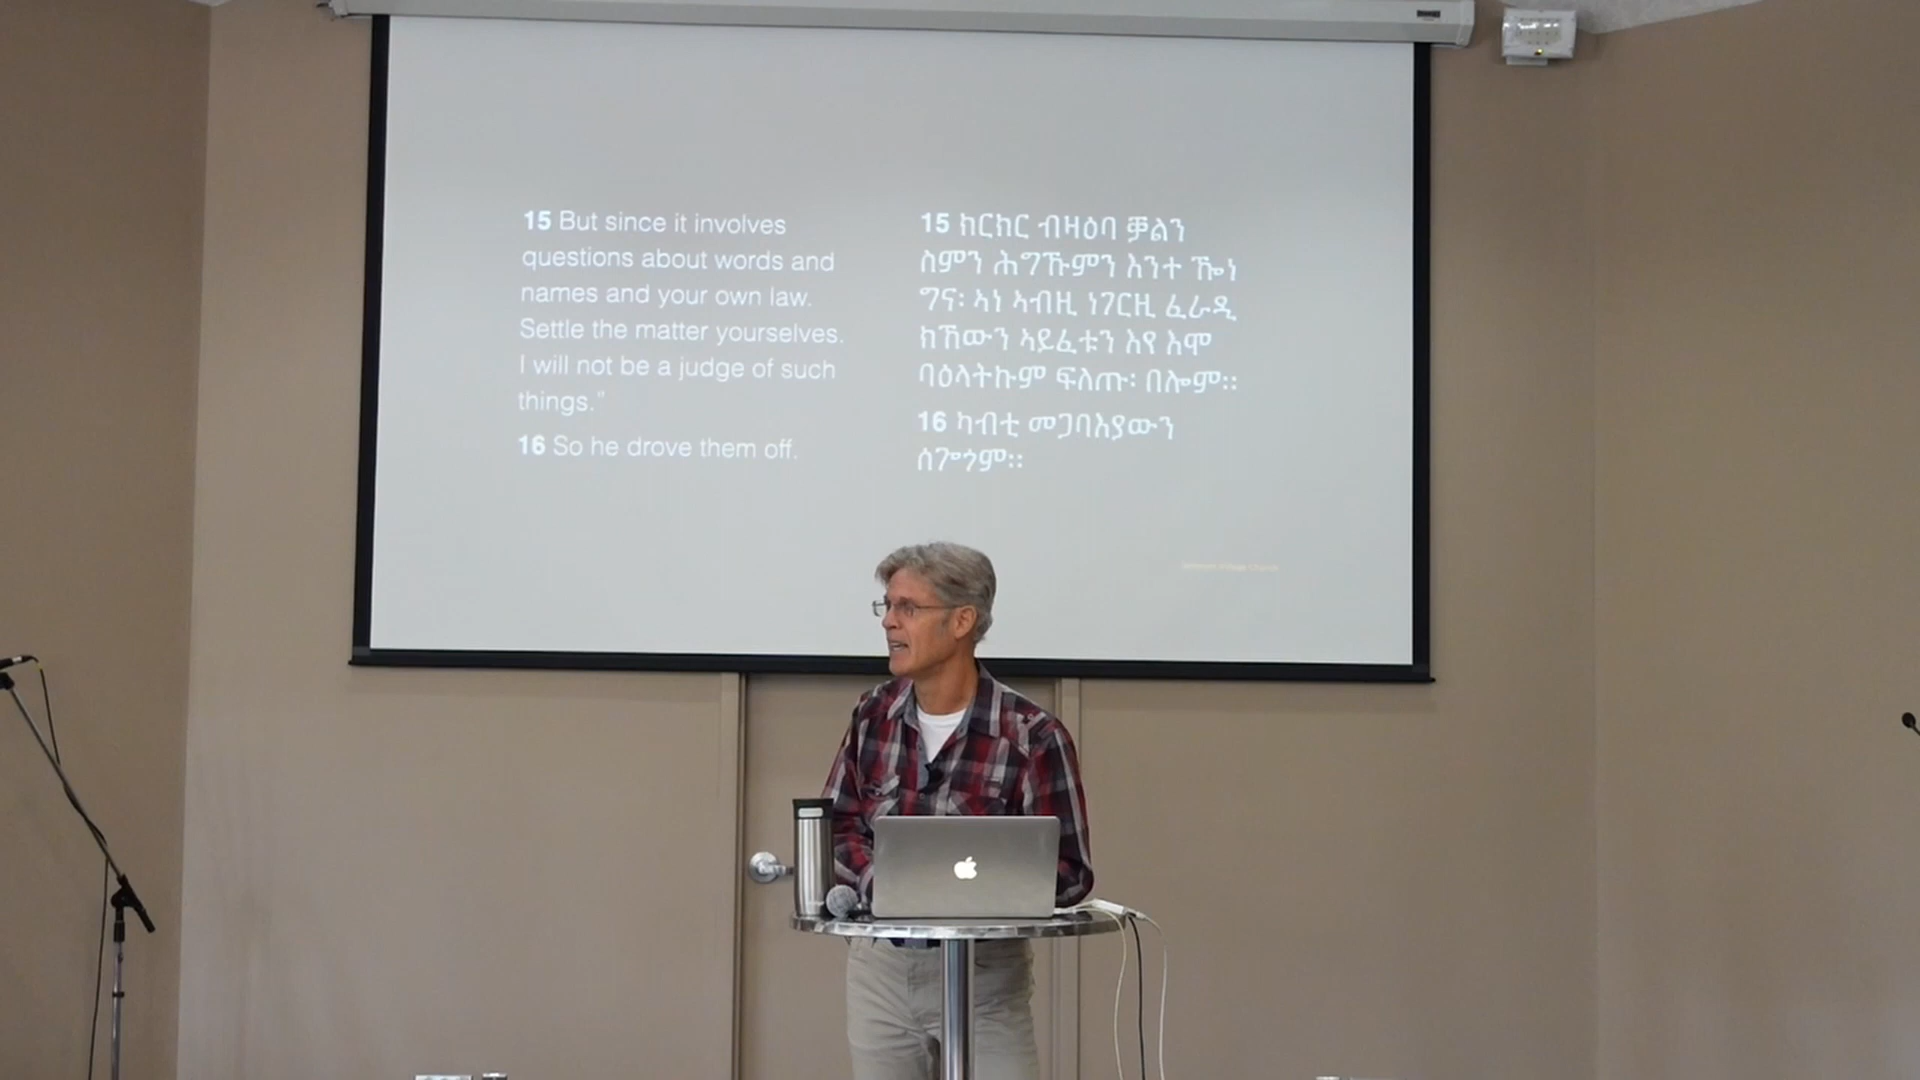 15 But since it involves
questions about words and
names and your own law.
Settle the matter yourselves.
I will not be a judge of such
things.”
16 So he drove them off.
15 ክርክር ብዛዕባ ቓልን
ስምን ሕግኹምን እንተ ዀነ
ግና፡ ኣነ ኣብዚ ነገርዚ ፈራዲ
ክኸውን ኣይፈቱን እየ እሞ
ባዕላትኩም ፍለጡ፡ በሎም።
16 ካብቲ መጋባእያውን
ሰጐጎም።